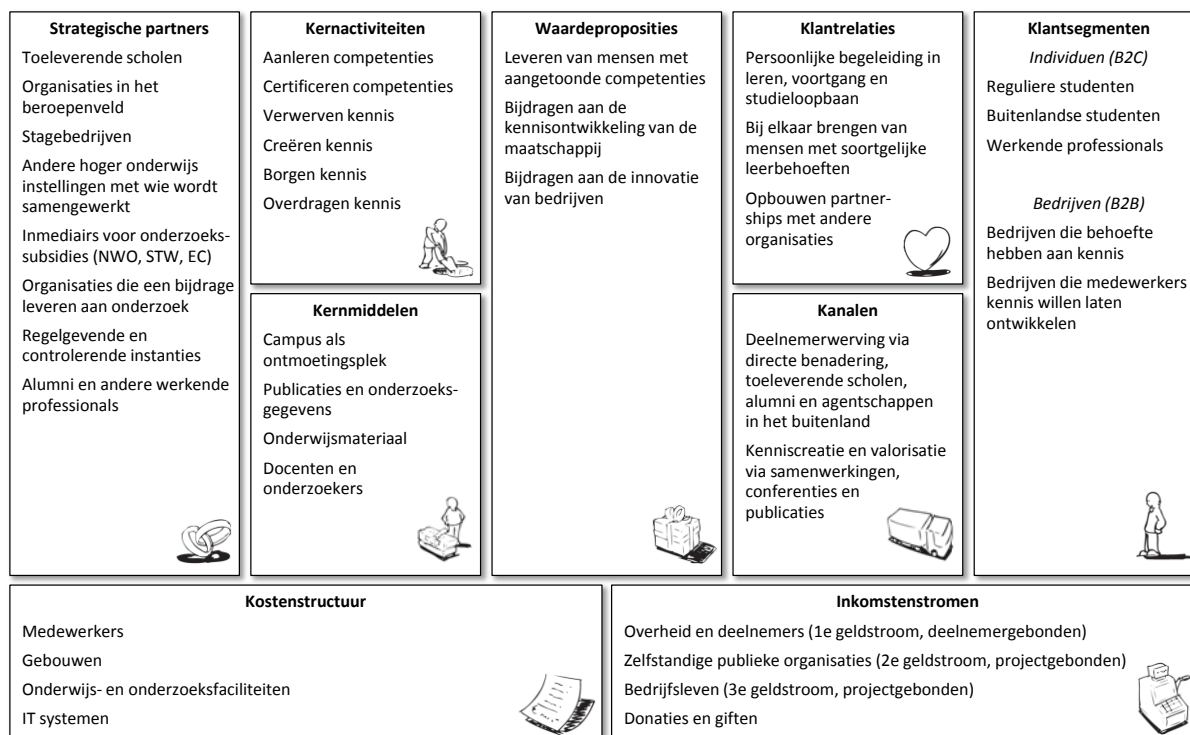 Strategische partners
Toeleverende scholen
Organisaties in het
beroepenveld
Stagebedrijven
Andere hoger onderwijs
instellingen met wie wordt
samengewerkt
Inmediairs voor onderzoeks-
subsidies (NWO, STW, EC)
Organisaties die een bijdrage
leveren aan onderzoek
Regelgevende en
controlerende instanties
Alumni en andere werkende
professionals
Kernactiviteiten
Aanleren competenties
Certificeren competenties
Verwerven kennis
Creëren kennis
Borgen kennis
Overdragen kennis
Kernmiddelen
Campus als
ontmoetingsplek
Publicaties en onderzoeks-
gegevens
Onderwijsmateriaal
Docenten en
onderzoekers
Waardeproposities
Leveren van mensen met
aangetoonde competenties
Bijdragen aan de
kennisontwikkeling van de
maatschappij
Bijdragen aan de innovatie
van bedrijven
Klantrelaties
Persoonlijke begeleiding in
leren, voortgang en
studieloopbaan
Bij elkaar brengen van
mensen met soortgelijke
leerbehoeften
Opbouwen partner-
ships met andere
organisaties
Kanalen
Deelnemerwerving via
directe benadering,
toeleverende scholen,
alumni en agentschappen
in het buitenland
Kenniscreatie en valorisatie
via samenwerkingen,
conferenties en
publicaties
Klantsegmenten
Individuen (B2C)
Reguliere studenten
Buitenlandse studenten
Werkende professionals
Bedrijven (B2B)
Bedrijven die behoefte
hebben aan kennis
Bedrijven die medewerkers
kennis willen laten
ontwikkelen
Kostenstructuur
Medewerkers
Gebouwen
Onderwijs- en onderzoeksfaciliteiten
IT systemen
Inkomstenstromen
Overheid en deelnemers (1e geldstroom, deelnemergebonden)
Zelfstandige publieke organisaties (2e geldstroom, projectgebonden)
Bedrijfsleven (3e geldstroom, projectgebonden)
Donaties en giften